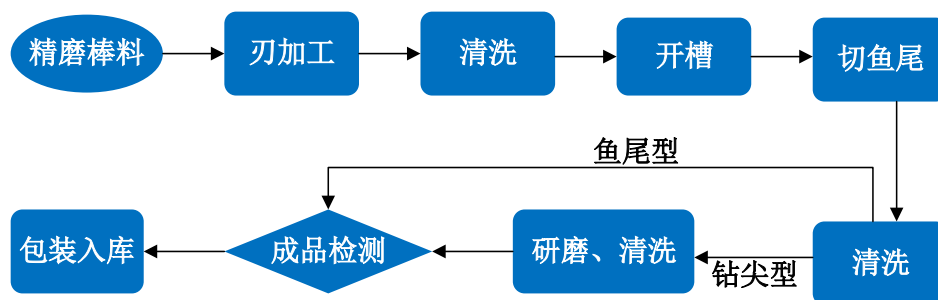 精磨棒料
刃加工
清洗
开槽
切鱼尾
鱼尾型
包装入库
成品检测
研磨、清洗
钻尖型
清洗